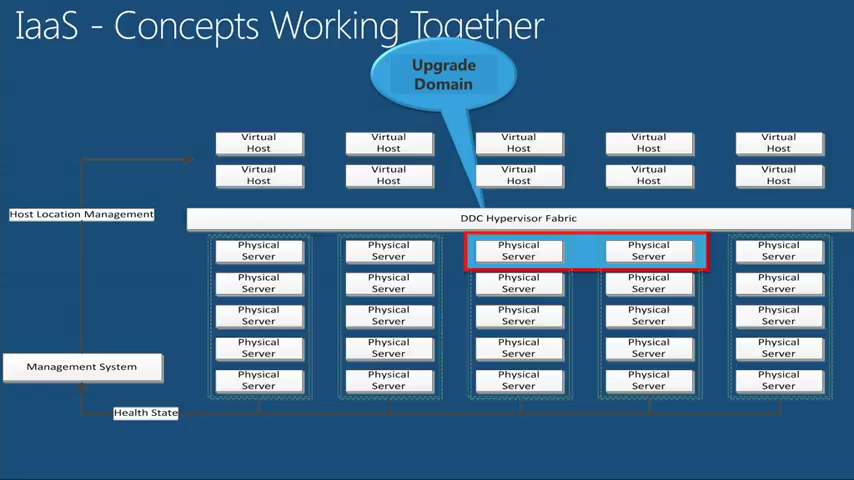 IaaS - Concepts Working Together
Upgrade
Domain
Virtual
Host
Virtual
Host
Virtual
Host
Virtual
Host
Virtual
Host
Virtual
Host
Virtual
Host
Virtual
Host
Virtual
Host
Virtual
Host
Host Location Management
DDC Hypervisor Fabric
Physical
Server
Physical
Server
Physical
Server
Physical
Server
Physical
Server
Physical
Server
Physical
Server
Physical
Server
Physical
Server
Physical
Server
Physical
Server
Physical
Server
Physical
Server
Physical
Server
Physical
Server
Physical
Server
Physical
Server
Physical
Server
Physical
Server
Physical
Server
Management System
Physical
Server
Physical
Server
Physical
Server
Physical
Server
Physical
Server
Health State